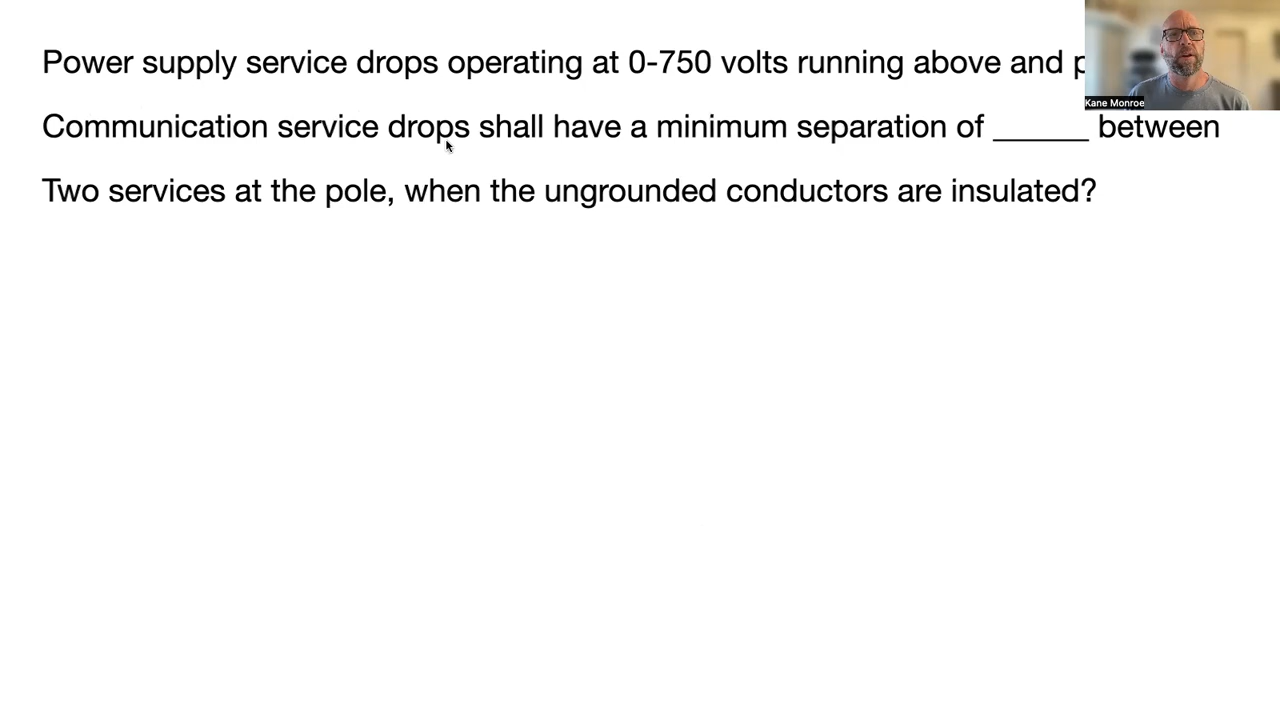 Power supply service drops operating at 0-750 volts running above and
Communication service drops shall have a minimum separation of ______ between
Two services at the pole, when the ungrounded conductors are insulated?
Kane Monroe